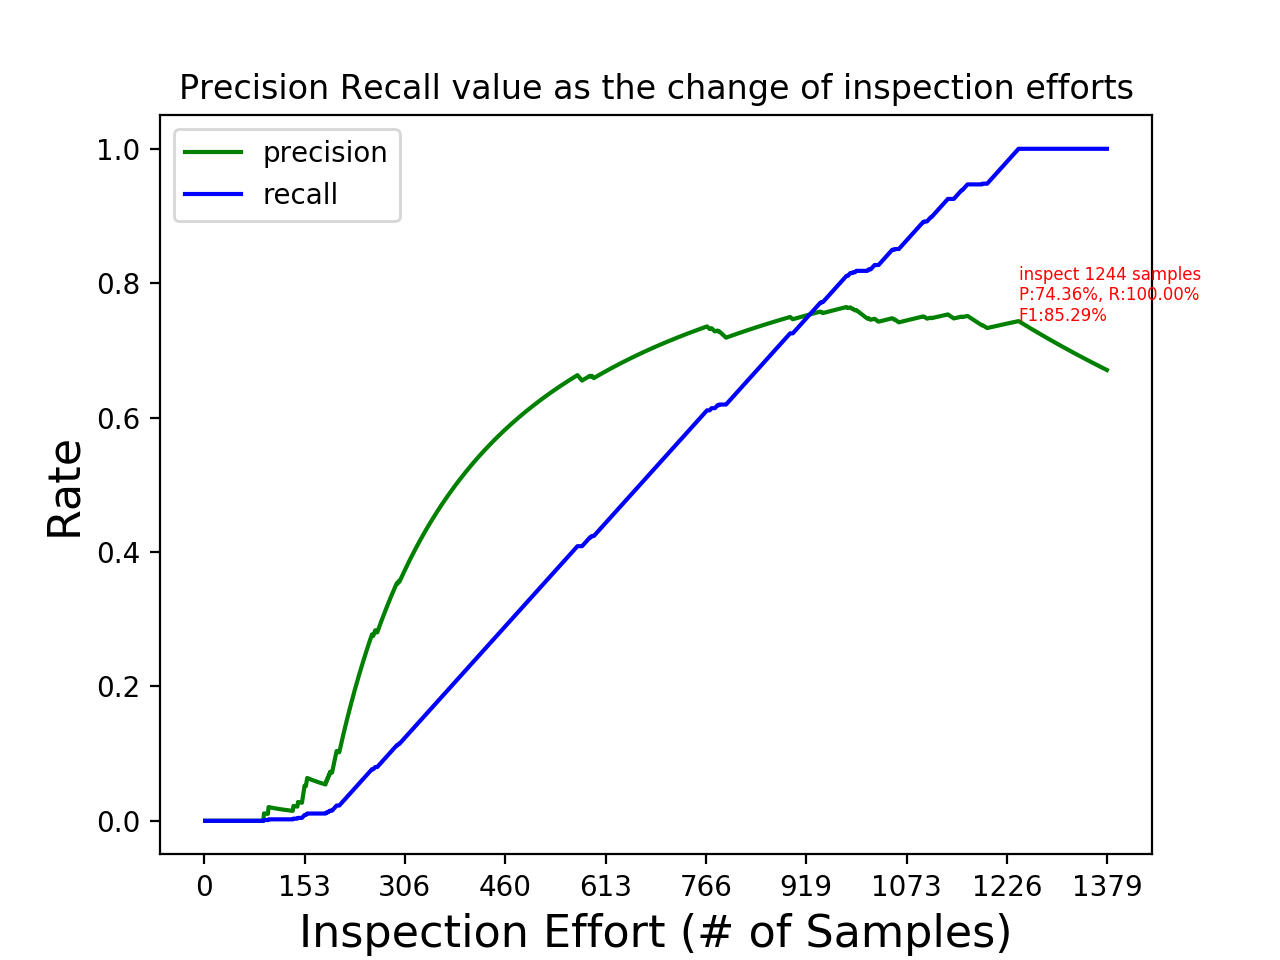 Precision Recall value as the change of inspection efforts
precision
recall
1.0
0.8
0.6
0.4
0.2
0.0
Rate
inspect 1244 samples
P:74.36%, R:100.00%
F1:85.29%
0 153 306 460 613 766 919 1073 1226 1379
Inspection Effort (# of Samples)